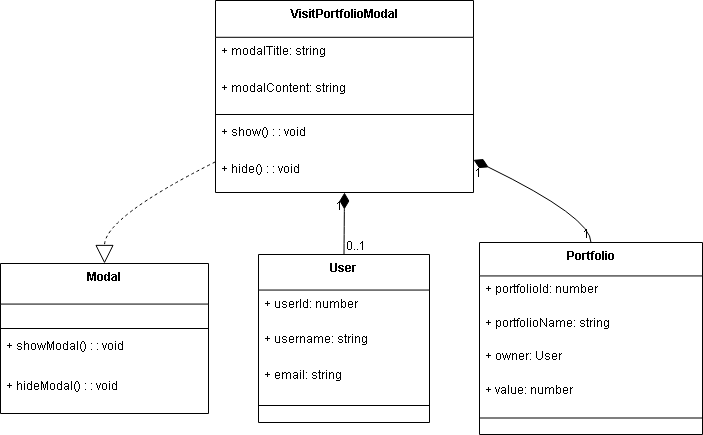 VisitPortfolioModal
+ modalTitle: string
+ modalContent: string
+ show() : : void
+ hide() : : void
1
1
1
0..1
Modal
+ showModal() : : void
+ hideModal() : : void
User
+ userId: number
+ username: string
+ email: string
Portfolio
+ portfolioId: number
+ portfolioName: string
+ owner: User
+ value: number